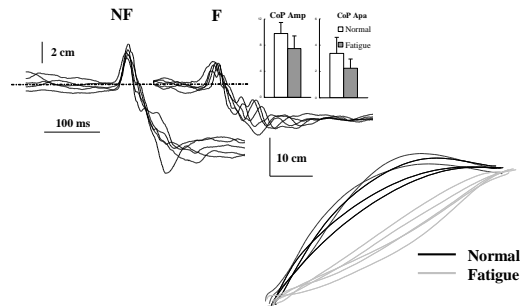 NF
F
CoP Amp
CoP Apa
Normal
Fatigue
2 cm
100 ms
10 cm
Normal
Fatigue